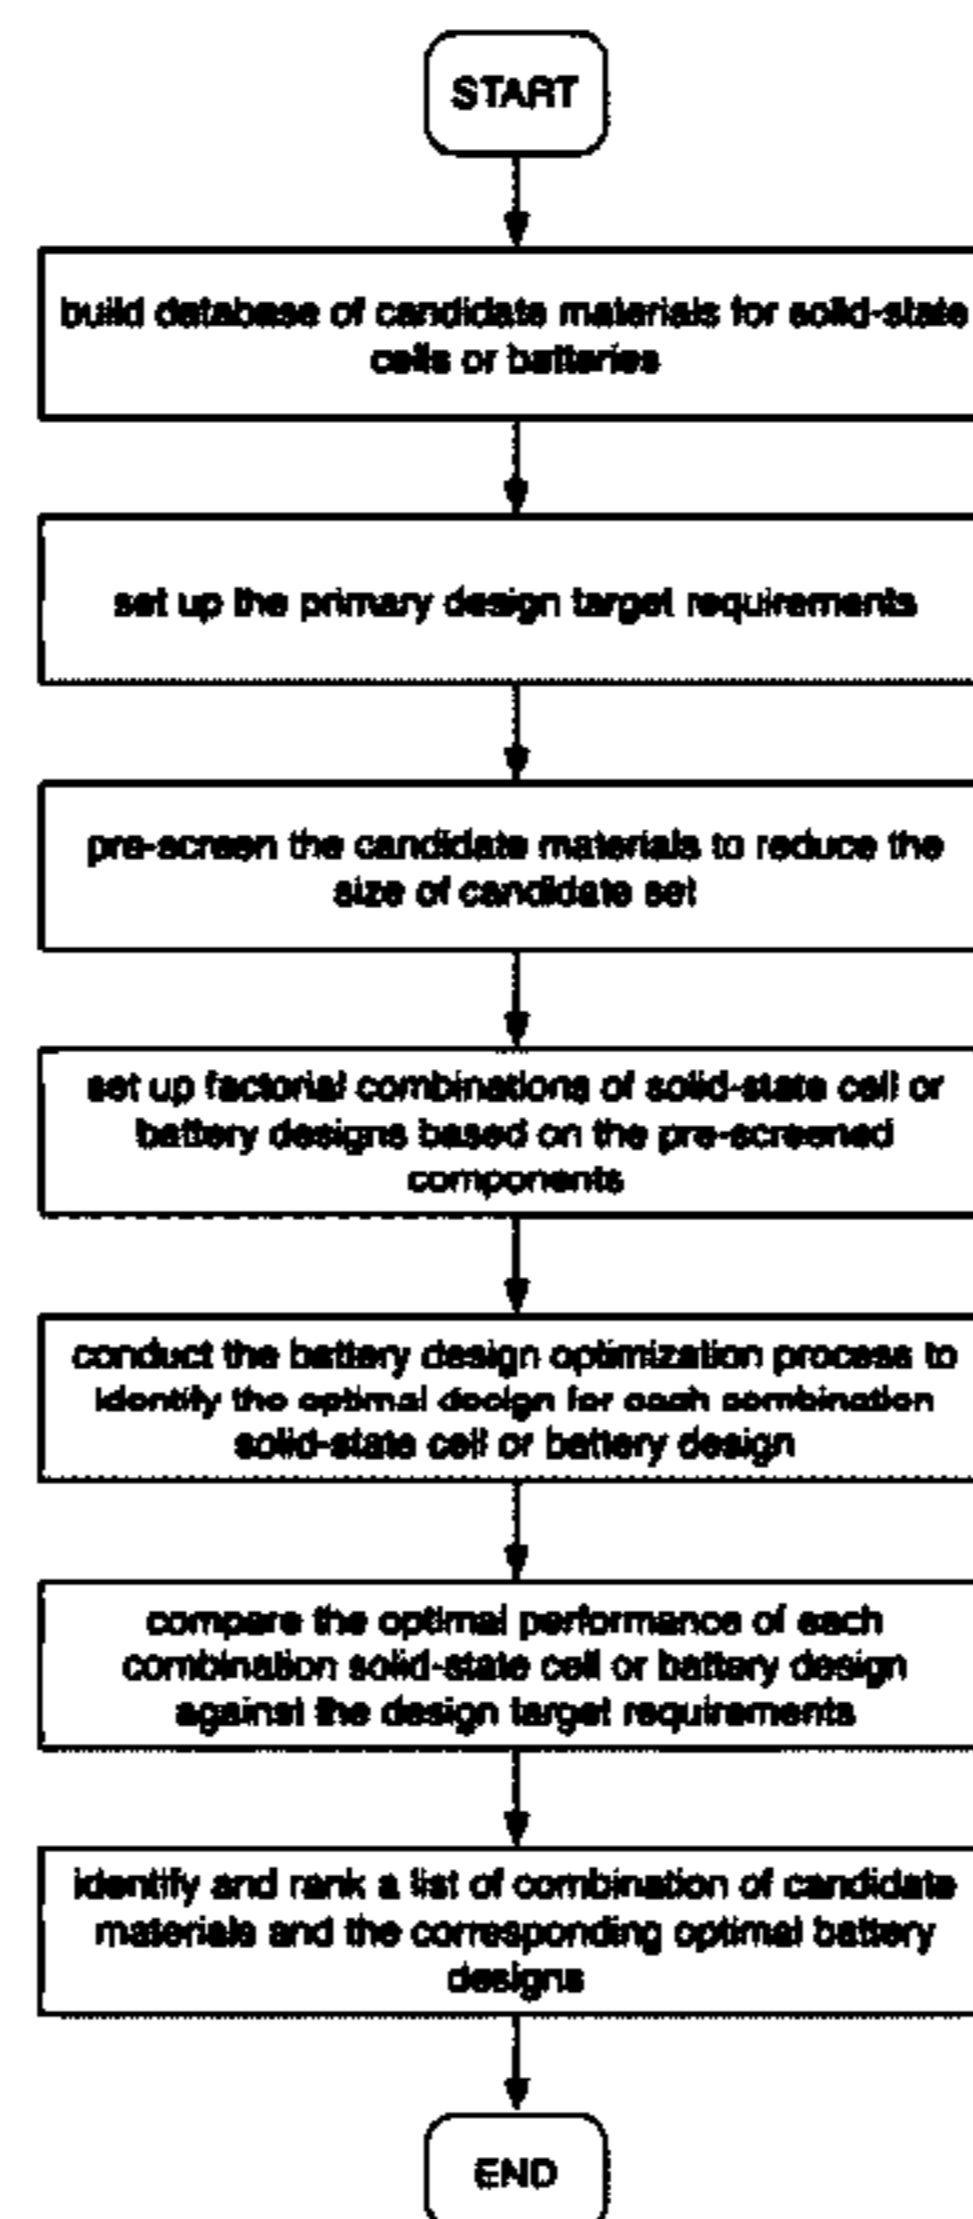 START
build database of candidate materials for solid-state
cells or batteries
set up the primary design target requirements
pre-screen the candidate materials to reduce the
size of candidate set
set up factorial combinations of solid-state cell or
battery designs based on the pre-screened
components
conduct the battery design optimization process to
identify the optimal design for each combination
solid-state cell or battery design
compare the optimal performance of each
combination solid-state cell or battery design
against the design target requirements
identify and rank a list of combination of candidate
materials and the corresponding optimal battery
designs
END